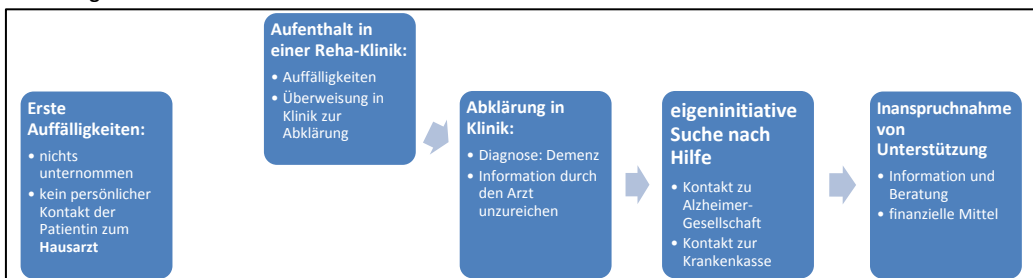 Erste
Auffälligkeiten:
• nichts
unternommen
• kein persönlicher
Kontakt der
Patientin zum
Hausarzt
Aufenthalt in
einer Reha-Klinik:
• Auffälligkeiten
• Überweisung in
Klinik zur
Abklärung
Abklärung in
Klinik:
• Diagnose: Demenz
• Information durch
den Arzt
unzureichen
eigeninitiative
Suche nach
Hilfe
• Kontakt zu
Alzheimer-
Gesellschaft
• Kontakt zur
Krankenkasse
Inanspruchnahme
von
Unterstützung
• Information und
Beratung
• finanzielle Mittel